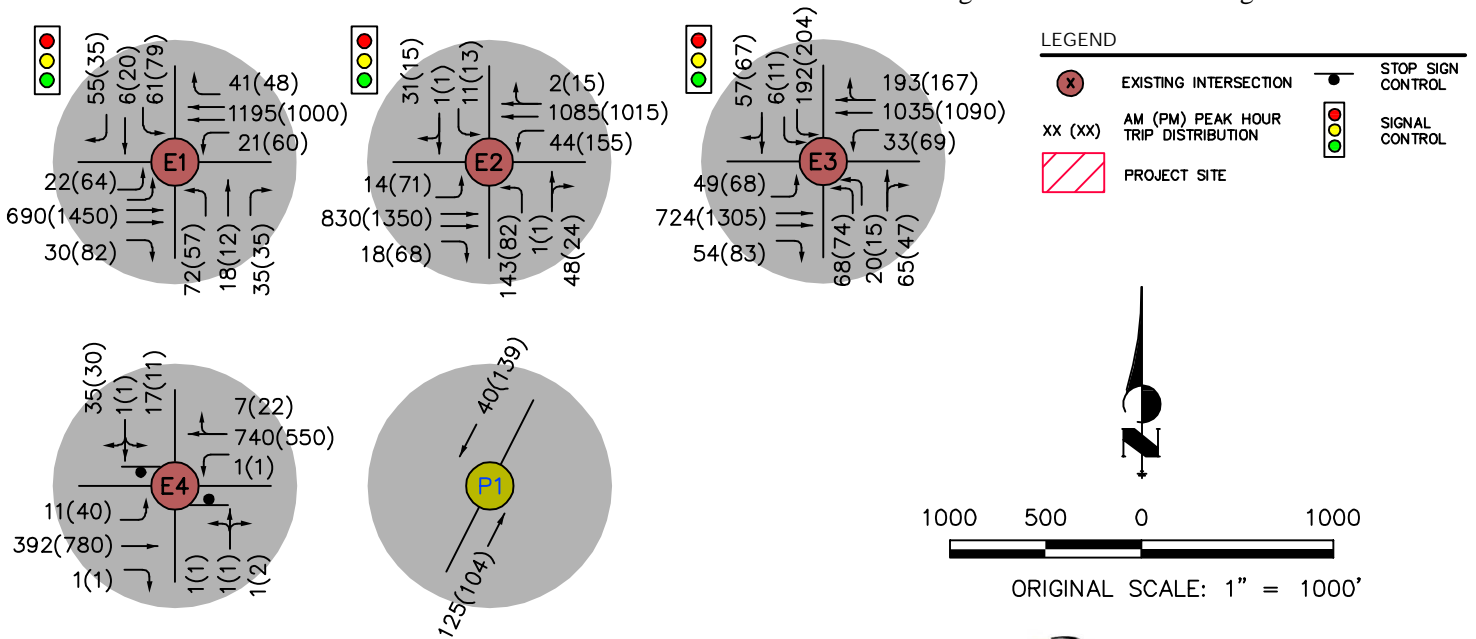 LEGEND
X
EXISTING INTERSECTION
STOP SIGN
CONTROL
XX (XX)
AM (PM) PEAK HOUR
TRIP DISTRIBUTION
SIGNAL
CONTROL
PROJECT SITE
55(35)
6(20)
61(79)
41(48)
1195(1000)
21(60)
E1
22(64)
690(1450)
30(82)
72(57)
18(12)
35(35)
31(15)
1(1)
11(13)
2(15)
1085(1015)
44(155)
E2
14(71)
830(1350)
18(68)
143(82)
1(1)
48(24)
57(67)
6(11)
192(204)
193(167)
1035(1090)
33(69)
E3
49(68)
724(1305)
54(83)
68(74)
20(15)
65(47)
35(30)
1(1)
17(11)
7(22)
740(550)
1(1)
E4
11(40)
392(780)
1(1)
1(1)
1(1)
1(2)
40(139)
P1
125(104)
N
1000 500 0 1000
ORIGINAL SCALE: 1" = 1000'